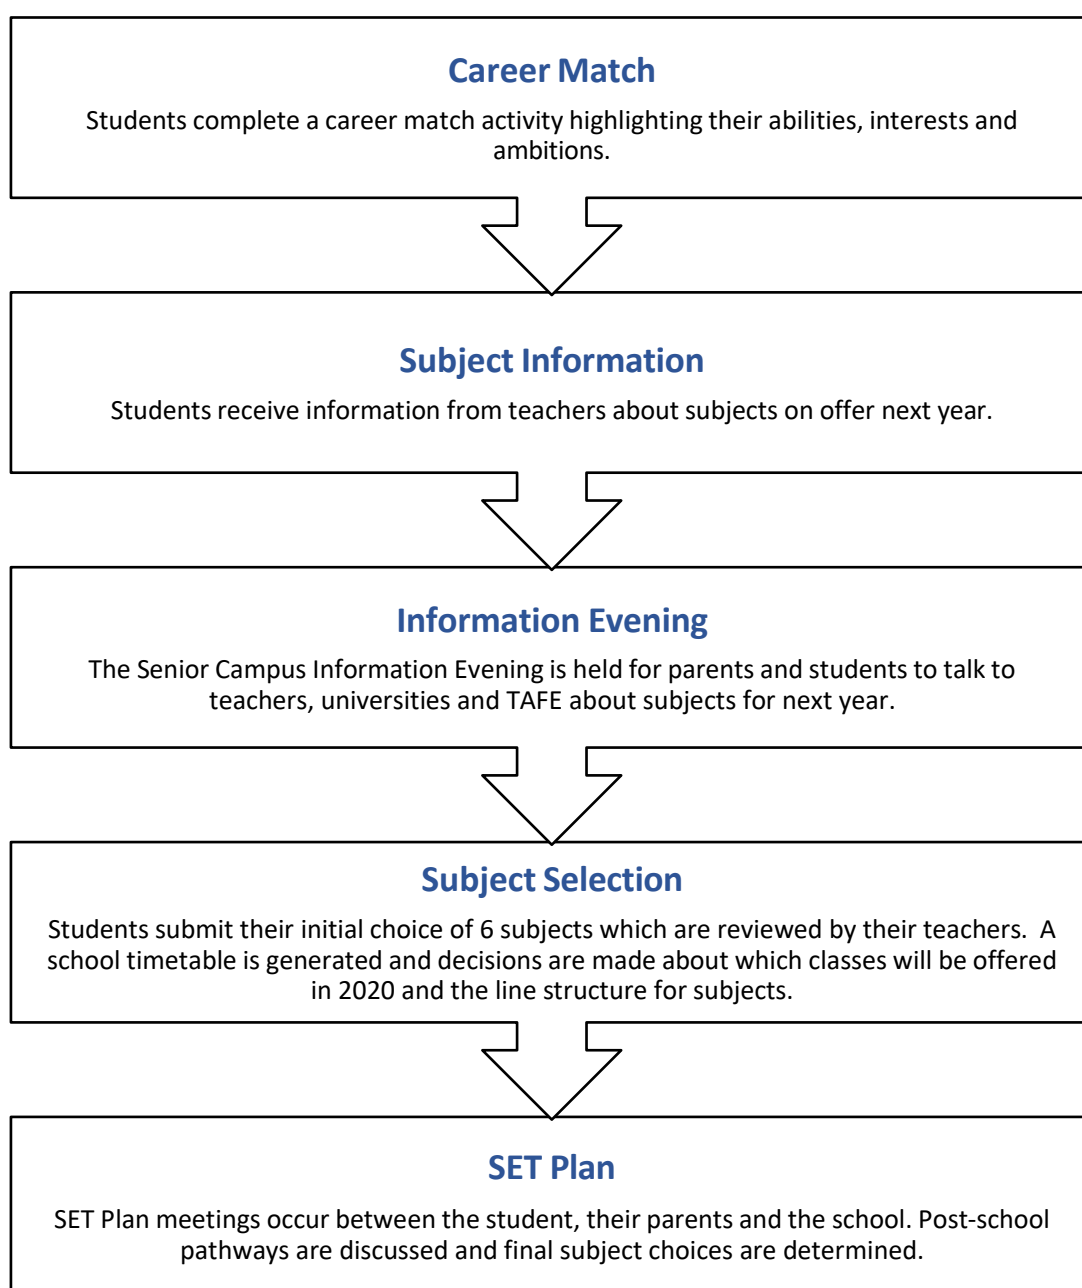 Career Match
Students complete a career match activity highlighting their abilities, interests and
ambitions.
Subject Information
Students receive information from teachers about subjects on offer next year.
Information Evening
The Senior Campus Information Evening is held for parents and students to talk to
teachers, universities and TAFE about subjects for next year.
Subject Selection
Students submit their initial choice of 6 subjects which are reviewed by their teachers.  A
school timetable is generated and decisions are made about which classes will be offered
in 2020 and the line structure for subjects.
SET Plan
SET Plan meetings occur between the student, their parents and the school. Post-school
pathways are discussed and final subject choices are determined.